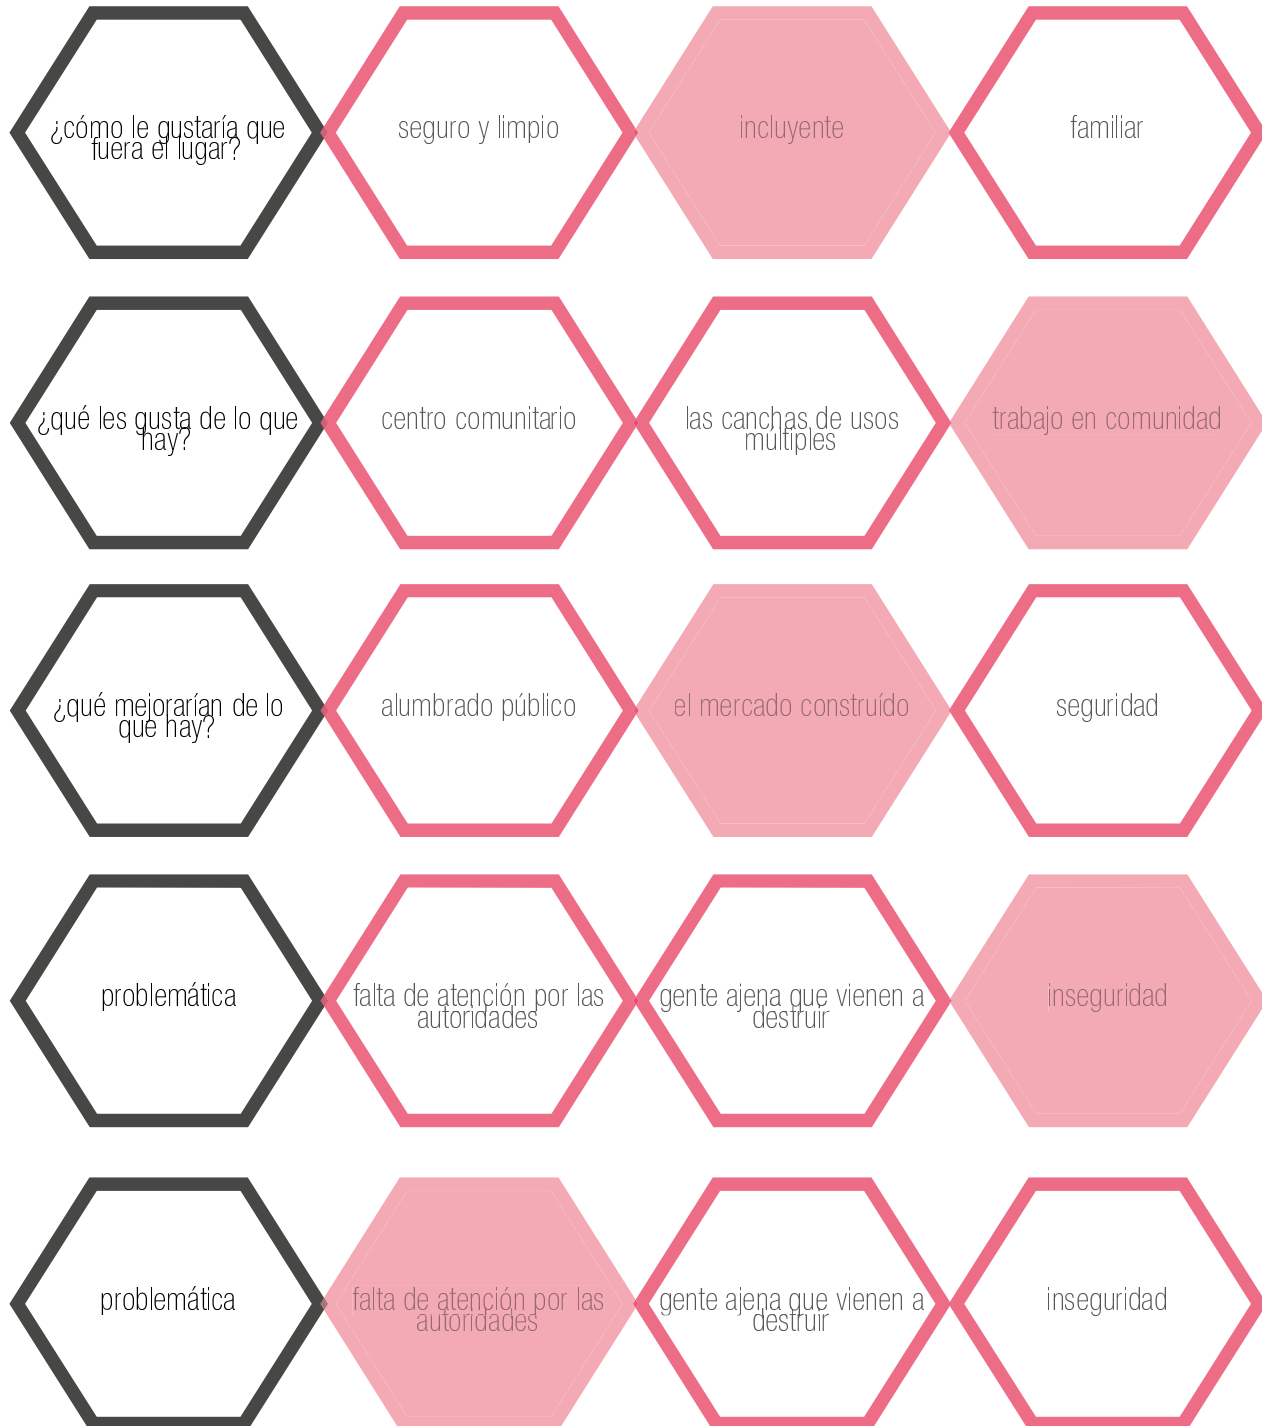 ¿cómo le gustaría que
fuera el lugar?
seguro y limpio
incluyente
familiar
¿qué les gusta de lo que
hay?
centro comunitario
las canchas de usos
múltiples
trabajo en comunidad
¿qué mejorarían de lo
que hay?
alumbrado público
el mercado construído
seguridad
problemática
falta de atención por las
autoridades
gente ajena que vienen a
destruir
inseguridad
problemática
falta de atención por las
autoridades
gente ajena que vienen a
destruir
inseguridad